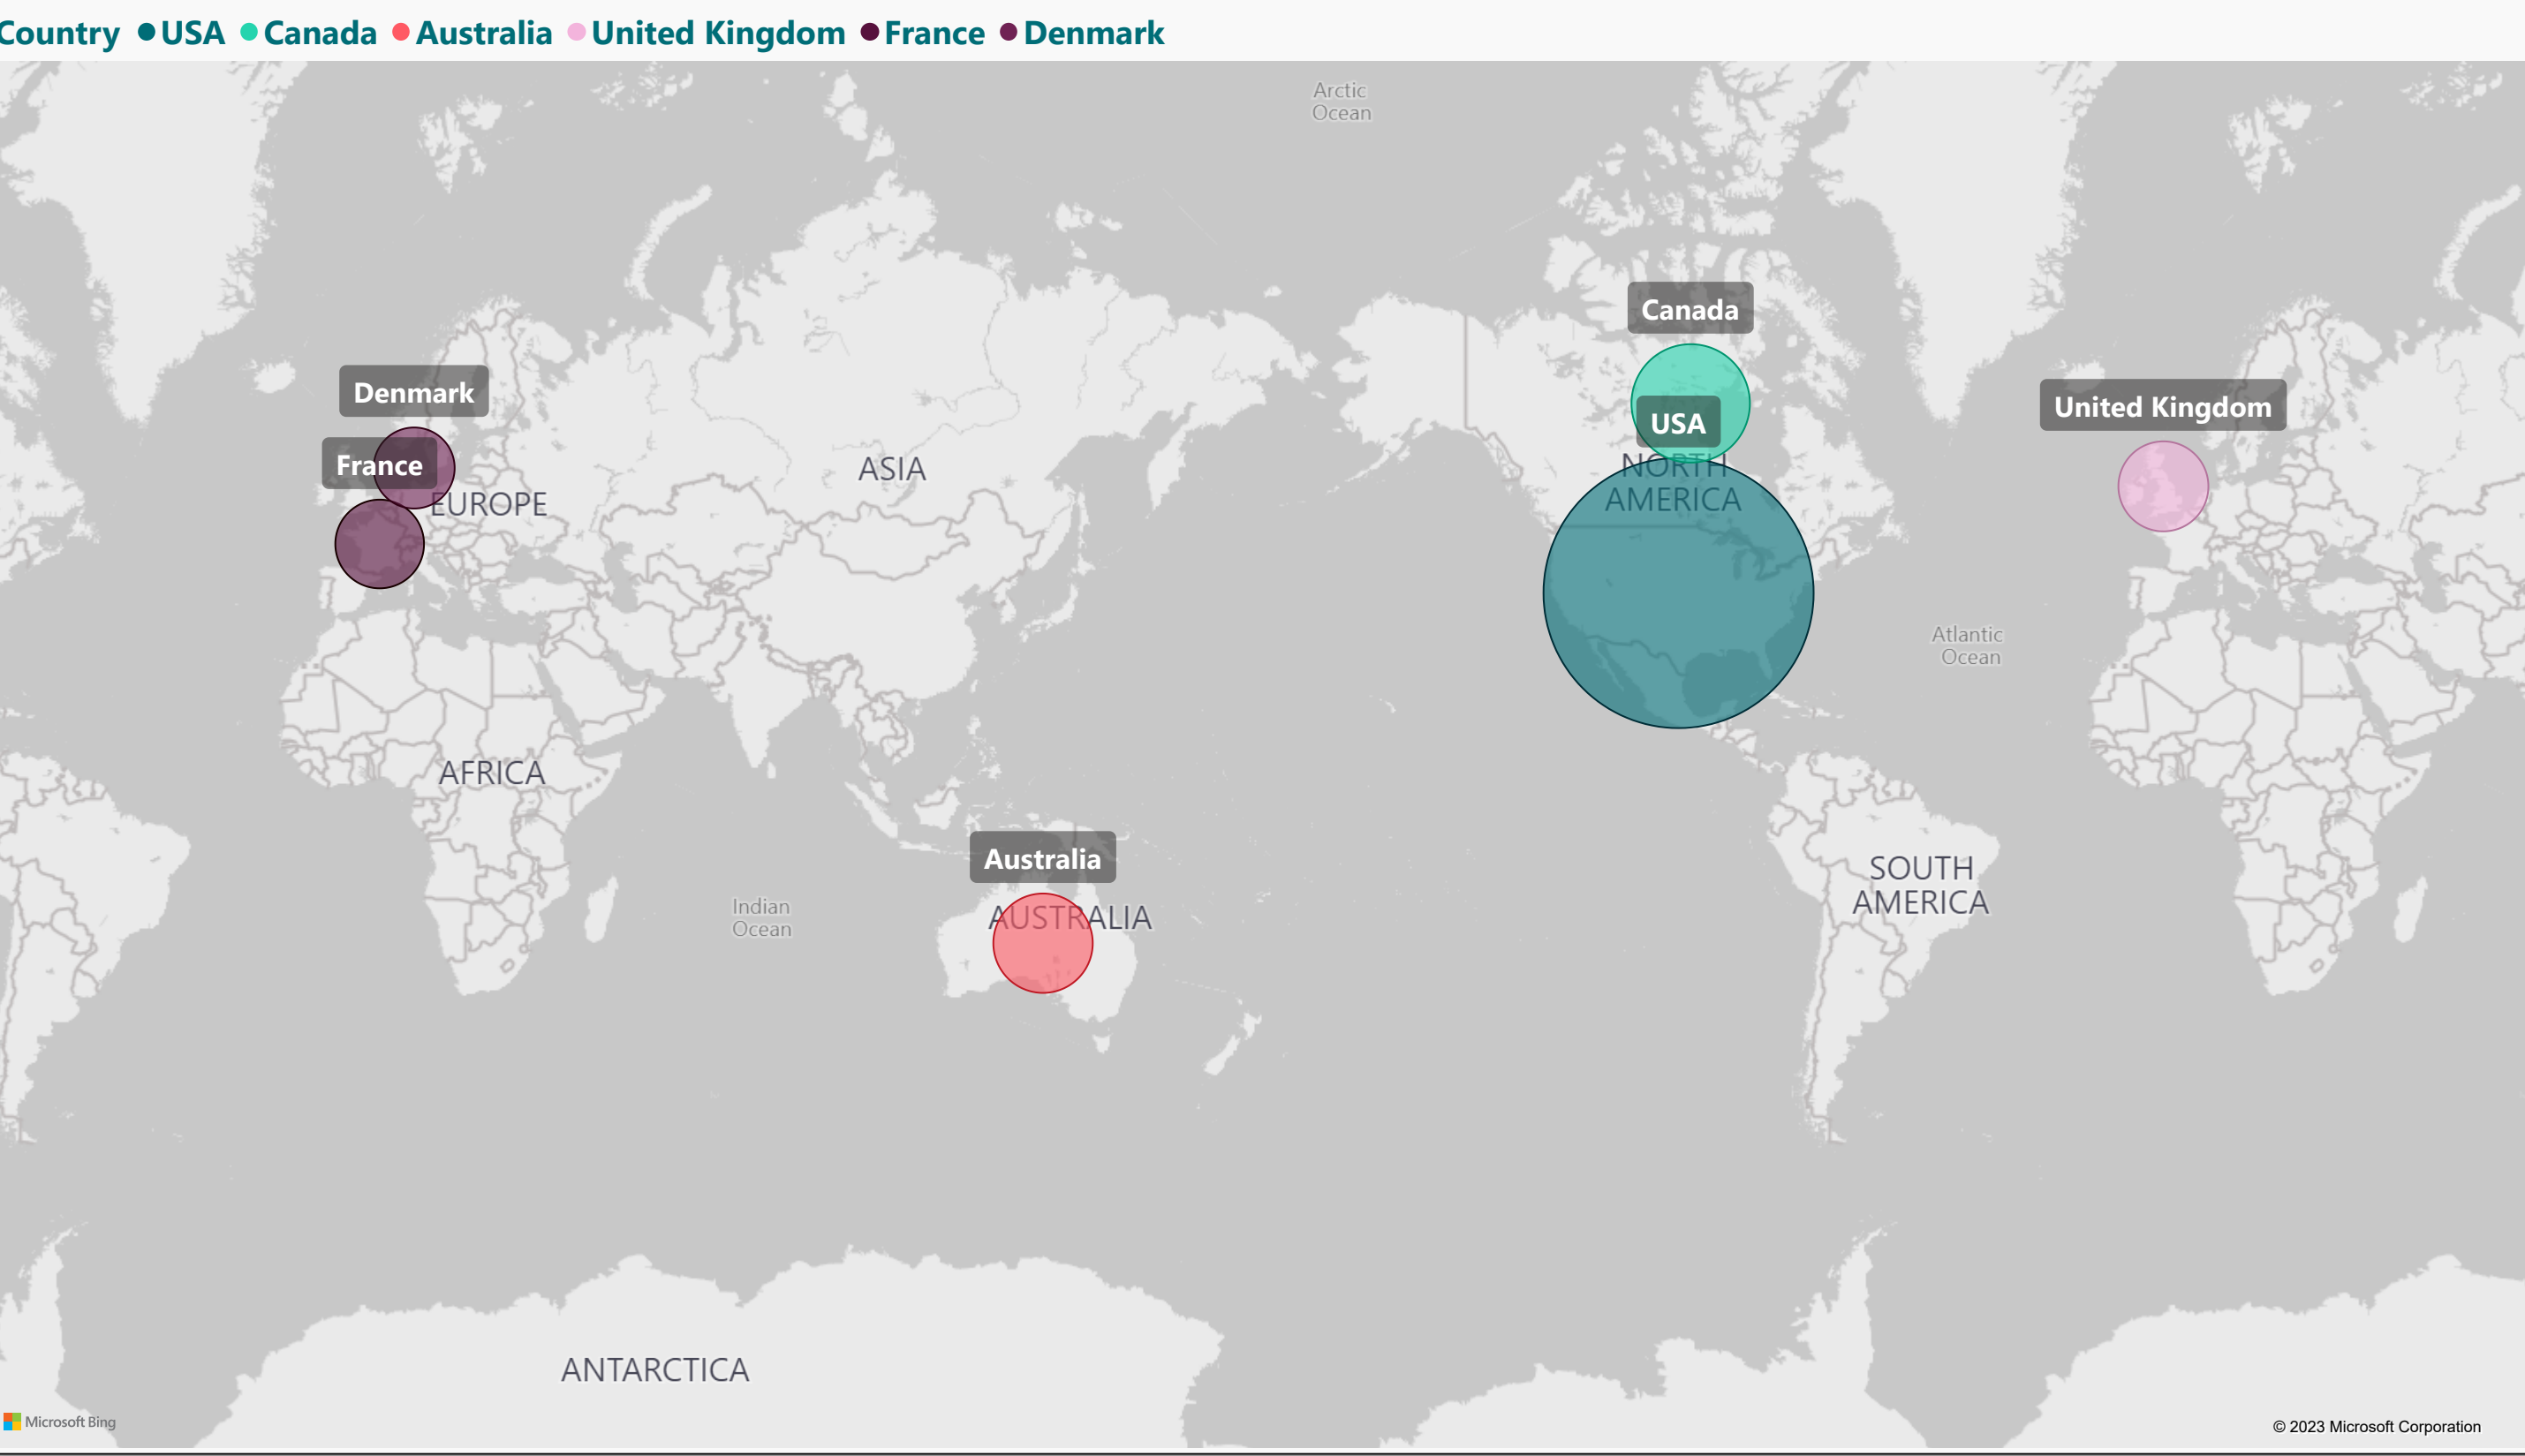 Country USA Canada Australia United Kingdom France Denmark
Arctic
Ocean
Canada
Denmark
United Kingdom
USA
France
ASIA
NORTH
AMERICA
EUROPE
Atlantic
Ocean
AFRICA
Australia
SOUTH
AMERICA
Indian
Ocean
AUSTRALIA
ANTARCTICA
Microsoft Bing
© 2023 Microsoft Corporation